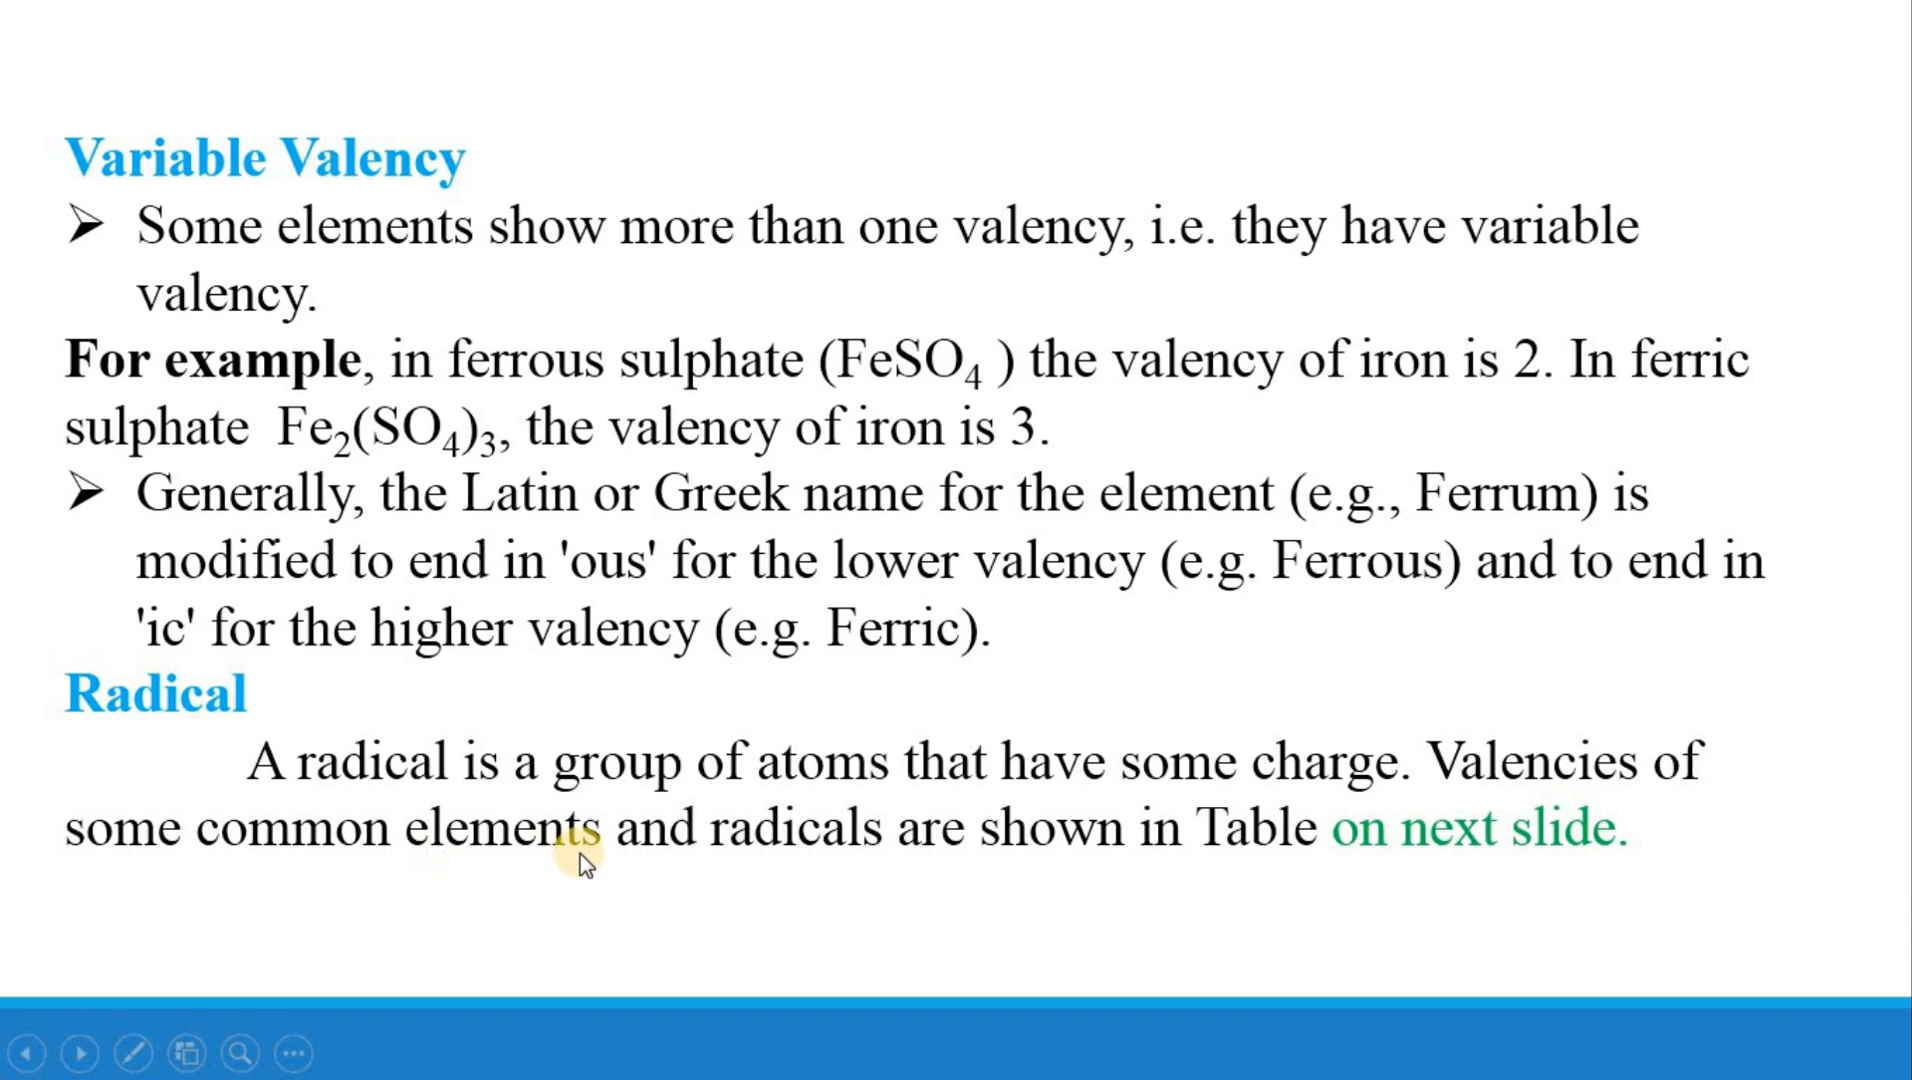 Variable Valency
➢ Some elements show more than one valency, i.e. they have variable
valency.
For example, in ferrous sulphate (FeSO₄ ) the valency of iron is 2. In ferric
sulphate Fe₂(SO₄)₃, the valency of iron is 3.
➢ Generally, the Latin or Greek name for the element (e.g., Ferrum) is
modified to end in 'ous' for the lower valency (e.g. Ferrous) and to end in
'ic' for the higher valency (e.g. Ferric).
Radical
A radical is a group of atoms that have some charge. Valencies of
some common elements and radicals are shown in Table on next slide.